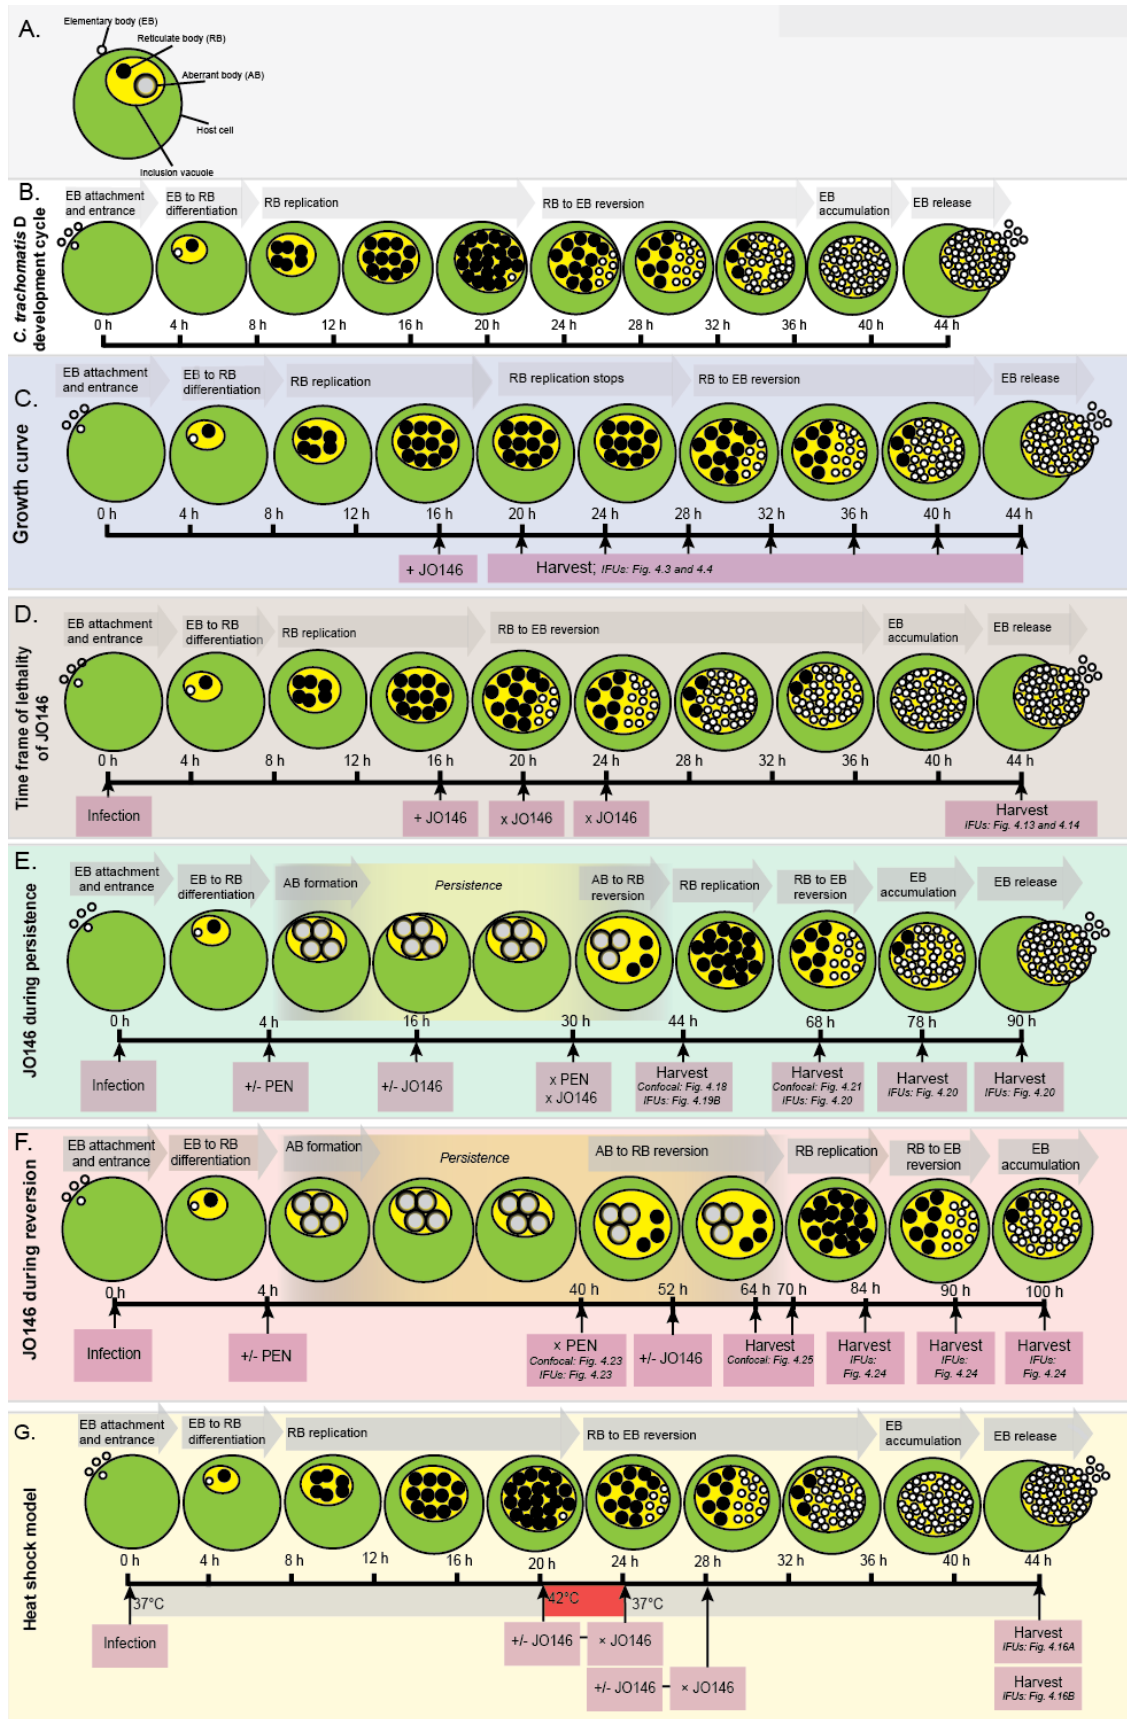 A.
Elementary body (EB)
Reticulate body (RB)
Aberrant body (AB)
Host cell
Inclusion vacuole
B.
C. trachomatis D
development cycle
EB attachment
and entrance
EB to RB
differentiation
RB replication
RB to EB reversion
EB
accumulation
EB release
0 h 4 h 8 h 12 h 16 h 20 h 24 h 28 h 32 h 36 h 40 h 44 h
C.
Growth curve
EB attachment
and entrance
EB to RB
differentiation
RB replication
RB replication stops
RB to EB reversion
EB release
0 h 4 h 8 h 12 h 16 h 20 h 24 h 28 h 32 h 36 h 40 h 44 h
+ JO146
Harvest; IFUs: Fig. 4.3 and 4.4
D.
Time frame of lethality
of JO146
EB attachment
and entrance
EB to RB
differentiation
RB replication
RB to EB reversion
EB
accumulation
EB release
0 h 4 h 8 h 12 h 16 h 20 h 24 h 28 h 32 h 36 h 40 h 44 h
Infection
+ JO146
x JO146
x JO146
Harvest
IFUs: Fig. 4.13 and 4.14
E.
JO146 during persistence
EB attachment
and entrance
EB to RB
differentiation
AB formation
Persistence
AB to RB
reversion
RB replication
RB to EB
reversion
EB
accumulation
EB release
0 h 4 h 16 h 30 h 44 h 68 h 78 h 90 h
Infection
+/- PEN
+/- JO146
x PEN
x JO146
Harvest
Confocal: Fig. 4.18
IFUs: Fig. 4.19B
Harvest
Confocal: Fig. 4.21
IFUs: Fig. 4.20
Harvest
IFUs: Fig. 4.20
Harvest
IFUs: Fig. 4.20
F.
JO146 during reversion
EB attachment
and entrance
EB to RB
differentiation
AB formation
Persistence
AB to RB reversion
RB replication
RB to EB
reversion
EB
accumulation
0 h 4 h 40 h 52 h 64 h 70 h 84 h 90 h 100 h
Infection
+/- PEN
× PEN
Confocal: Fig. 4.23
IFUs: Fig. 4.23
+/- JO146
Harvest
Confocal: Fig. 4.25
Harvest
IFUs:
Fig. 4.24
Harvest
IFUs:
Fig. 4.24
Harvest
IFUs:
Fig. 4.24
G.
Heat shock model
EB attachment
and entrance
EB to RB
differentiation
RB replication
RB to EB reversion
EB
accumulation
EB release
0 h 4 h 8 h 12 h 16 h 20 h 24 h 28 h 32 h 36 h 40 h 44 h
37°C
42°C
37°C
Infection
+/- JO146
× JO146
+/- JO146
× JO146
Harvest
IFUs: Fig. 4.16A
Harvest
IFUs: Fig. 4.16B